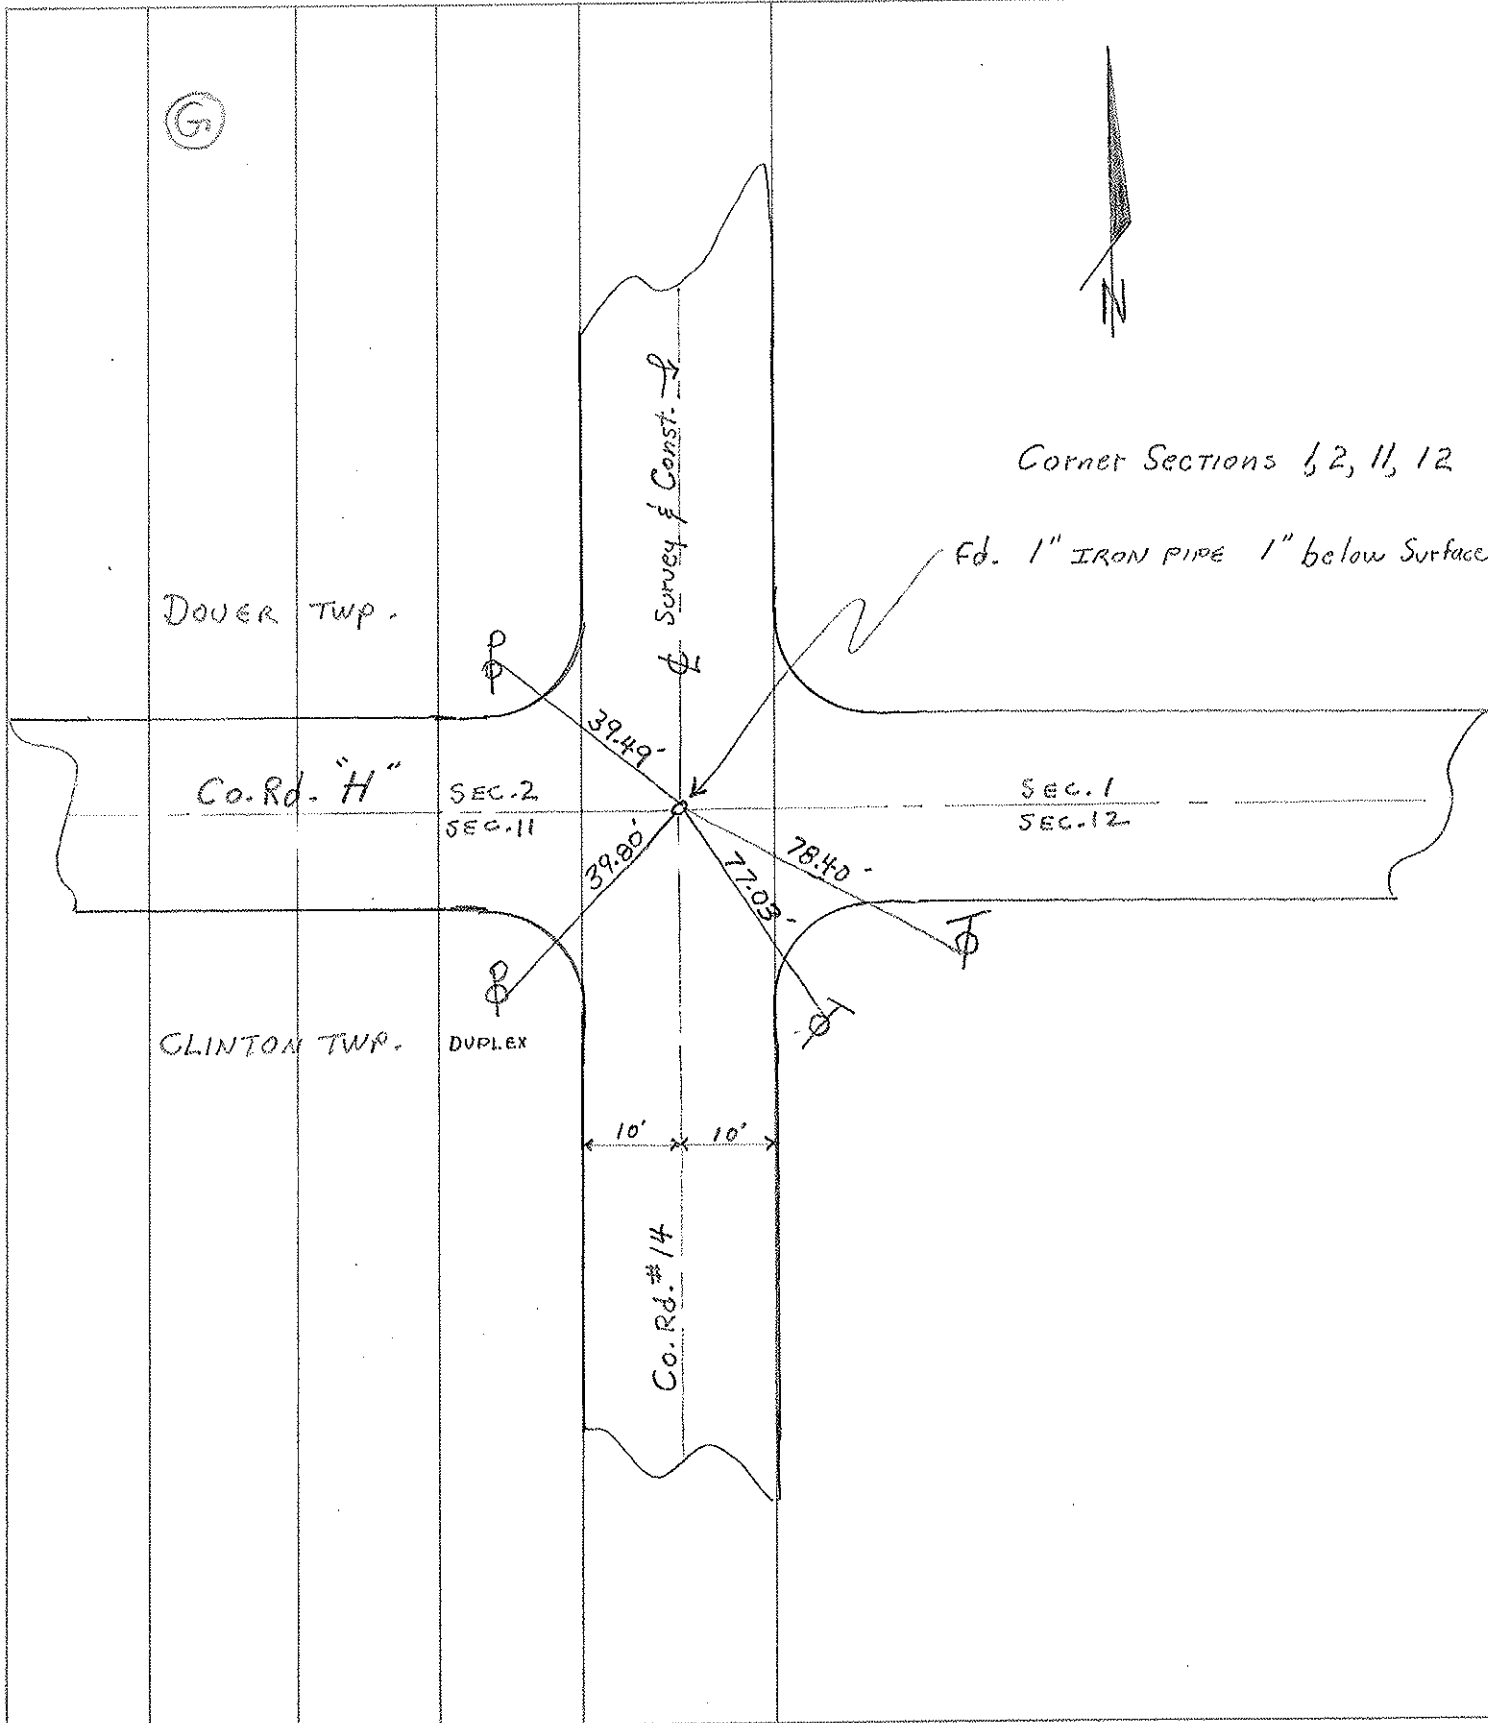 G
N
℄ Survey & Const.
Corner Sections 1, 2, 11, 12
Fd. 1" IRON PIPE 1" below Surface
DOVER TWP.
P
39.49'
Co. Rd. "H"
SEC. 2
SEC. 11
SEC. 1
SEC. 12
39.80'
77.03'
78.40'
P
T
T
CLINTON TWP.
DUPLEX
10' 10'
Co. Rd. #14